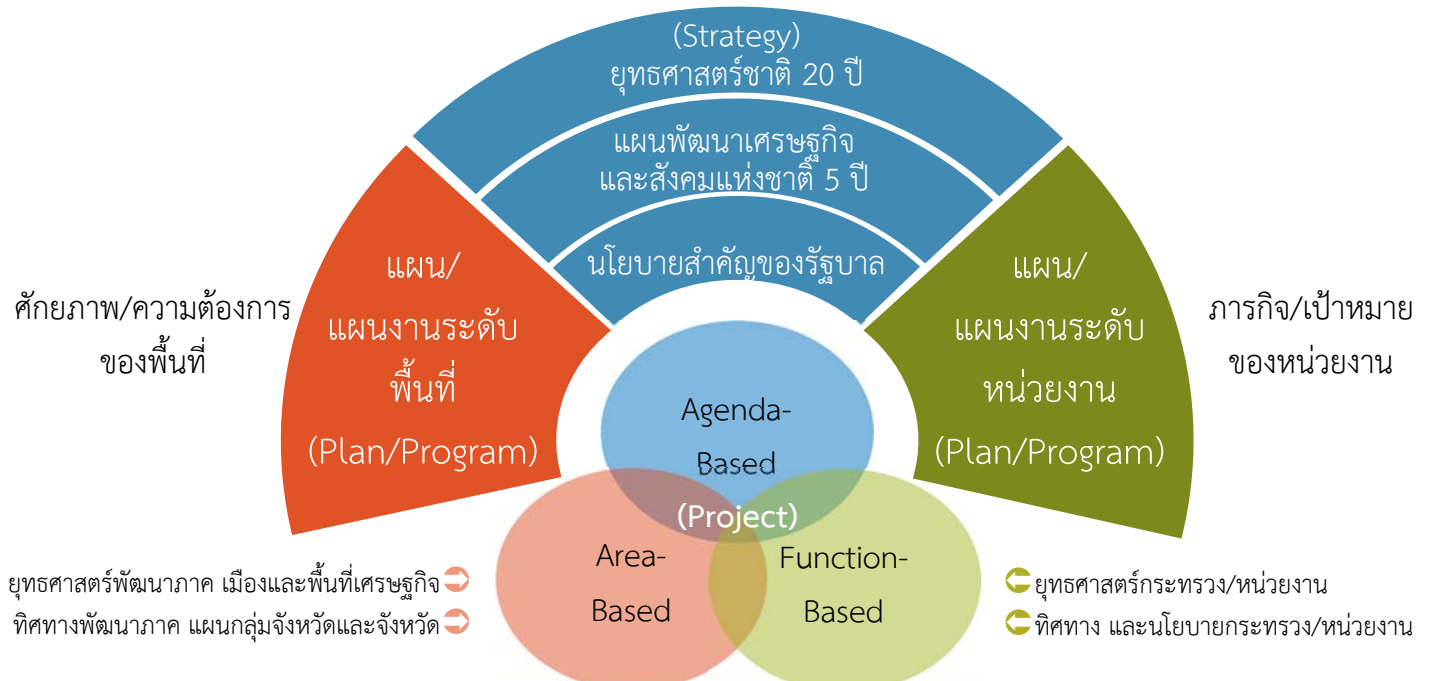 (Strategy)
ยุทธศาสตร์ชาติ 20 ปี
แผนพัฒนาเศรษฐกิจ
และสังคมแห่งชาติ 5 ปี
นโยบายสำคัญของรัฐบาล
ศักยภาพ/ความต้องการ
ของพื้นที่
แผน/
แผนงานระดับ
พื้นที่
(Plan/Program)
แผน/
แผนงานระดับ
หน่วยงาน
(Plan/Program)
ภารกิจ/เป้าหมาย
ของหน่วยงาน
Agenda-
Based
(Project)
Area-
Based
Function-
Based
ยุทธศาสตร์พัฒนาภาค เมืองและพื้นที่เศรษฐกิจ
ทิศทางพัฒนาภาค แผนกลุ่มจังหวัดและจังหวัด
ยุทธศาสตร์กระทรวง/หน่วยงาน
ทิศทาง และนโยบายกระทรวง/หน่วยงาน